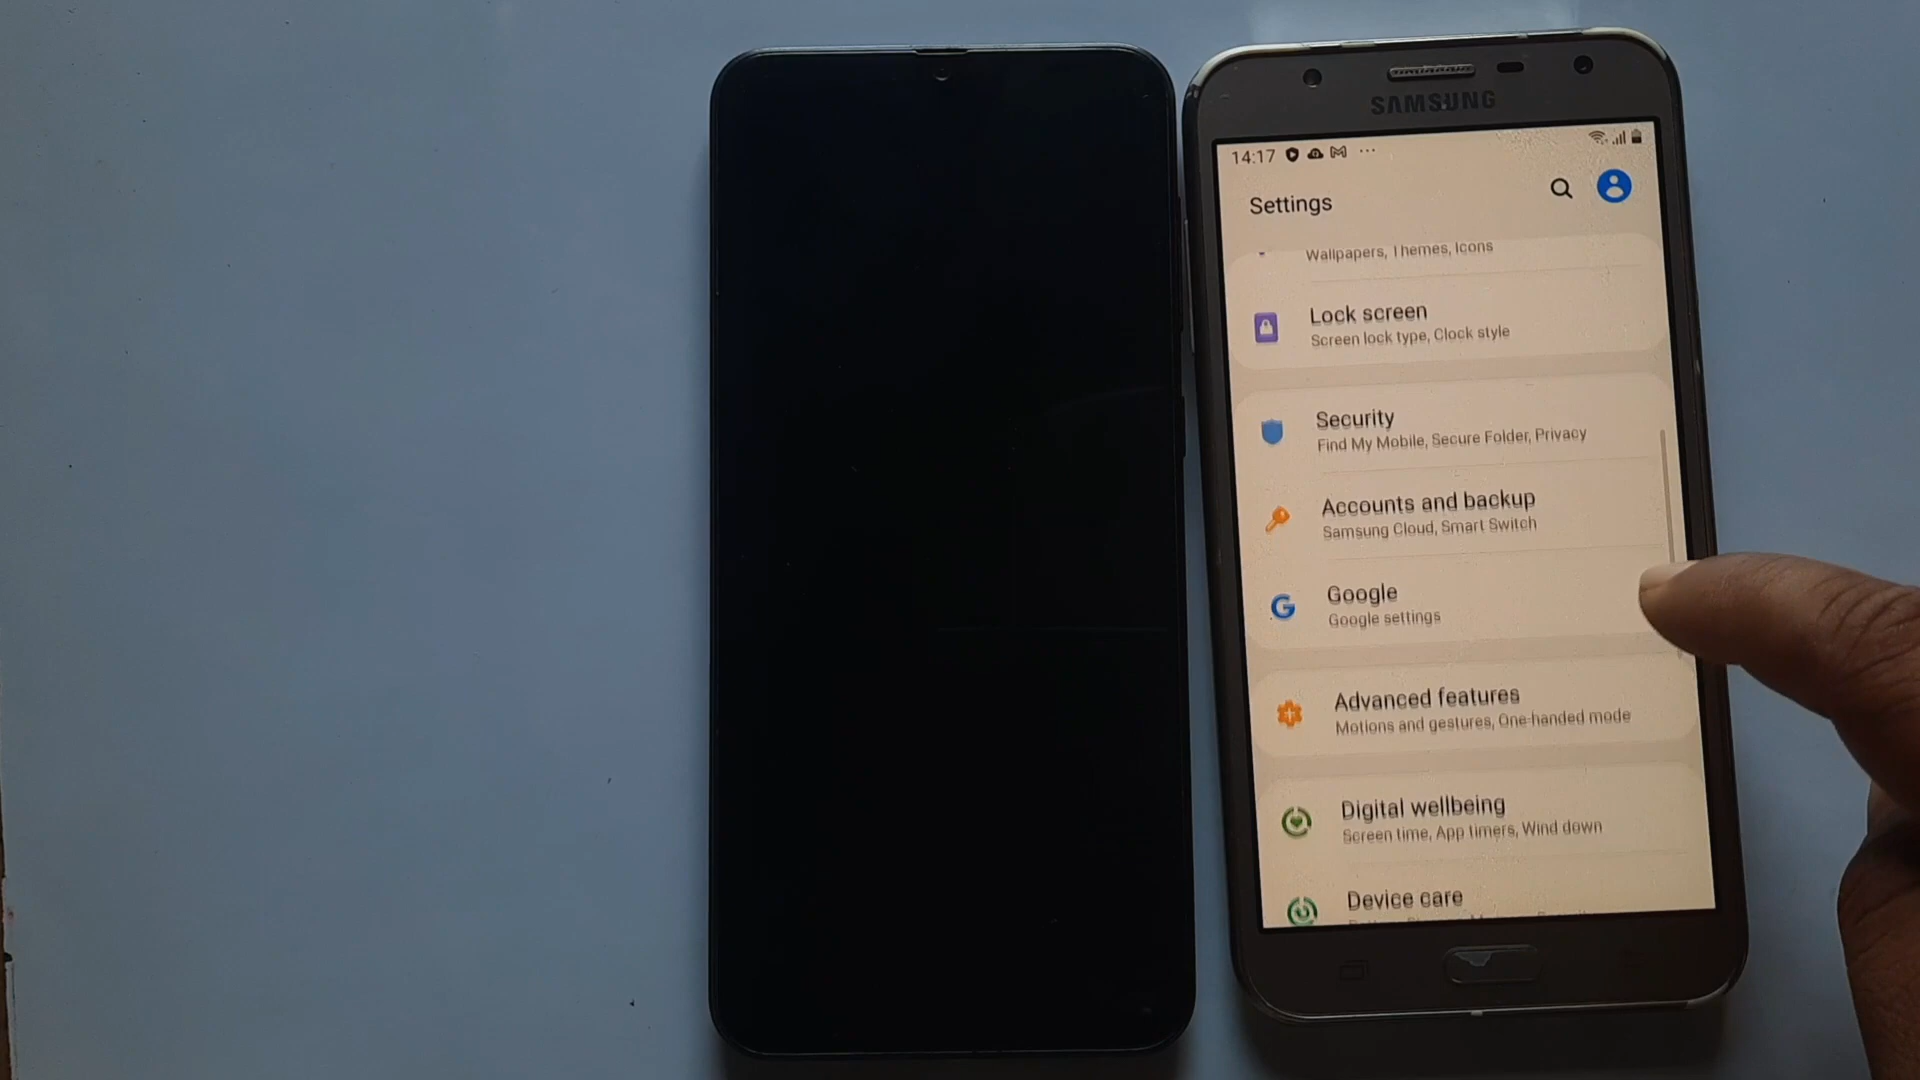 SAMSUNG
14:17
Settings
Wallpapers, Themes, Icons
Lock screen
Screen lock type, Clock style
Security
Find My Mobile, Secure Folder, Privacy
Accounts and backup
Samsung Cloud, Smart Switch
Google
Google settings
Advanced features
Motions and gestures, One-handed mode
Digital wellbeing
Screen time, App timers, Wind down
Device care